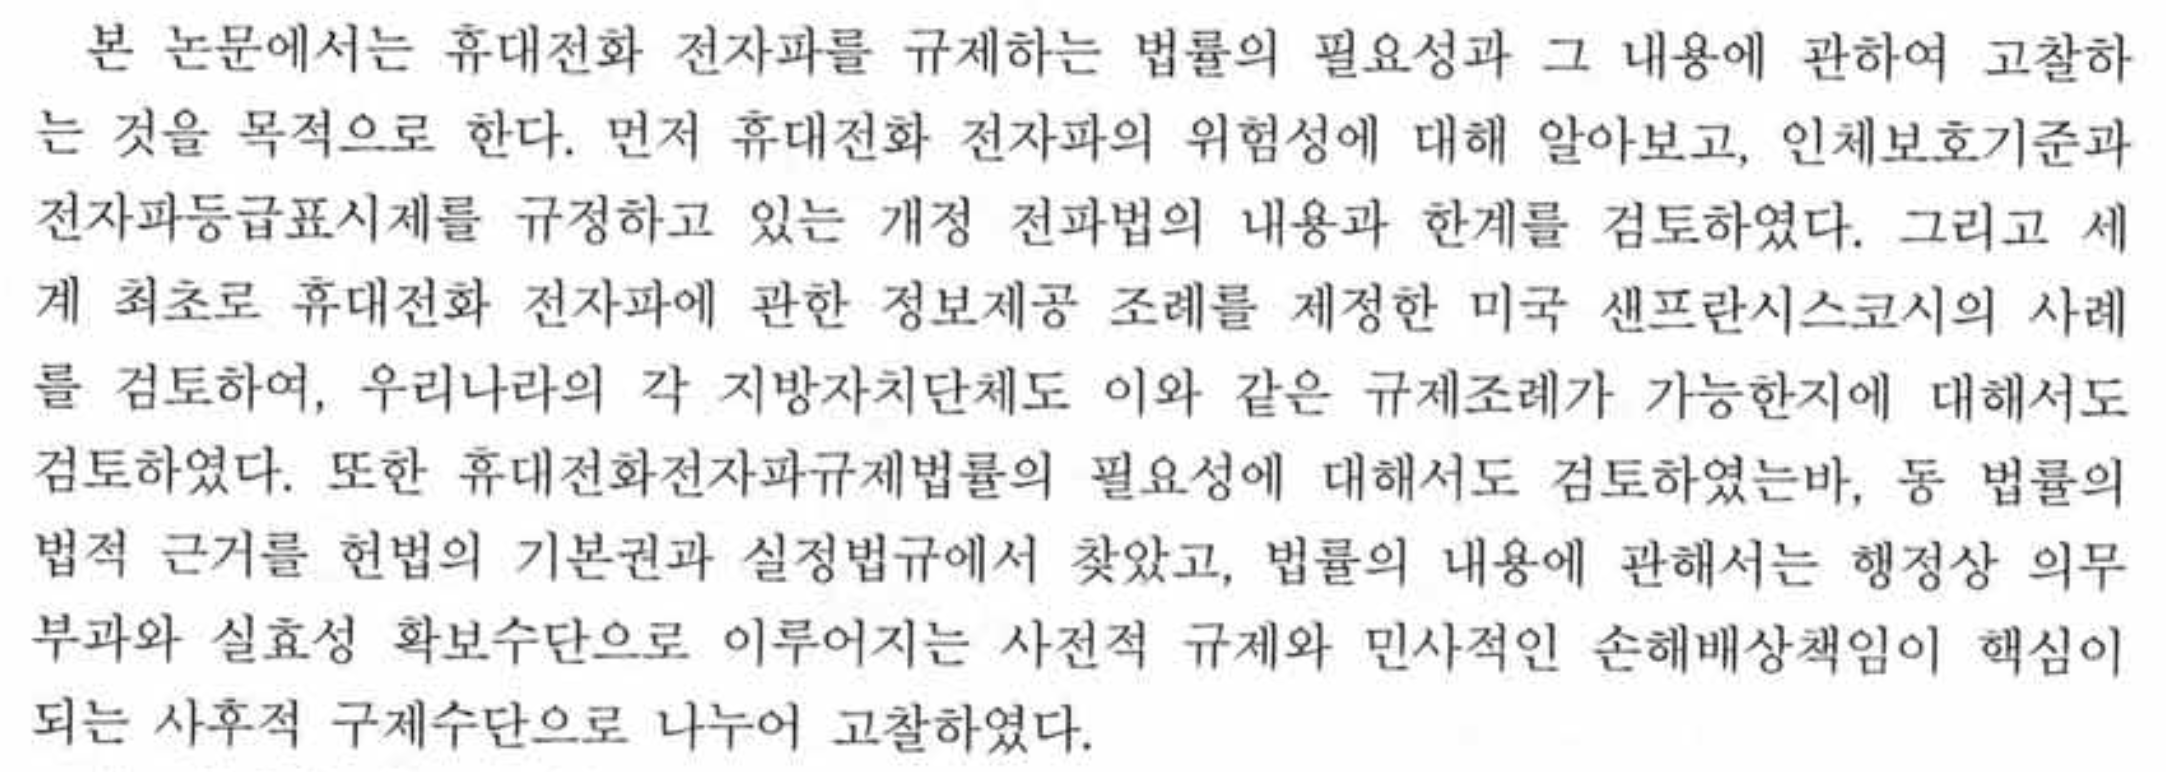 본 논문에서는 휴대전화 전자파를 규제하는 법률의 필요성과 그 내용에 관하여 고찰하
는 것을 목적으로 한다. 먼저 휴대전화 전자파의 위험성에 대해 알아보고, 인체보호기준과
전자파등급표시제를 규정하고 있는 개정 전파법의 내용과 한계를 검토하였다. 그리고 세
계 최초로 휴대전화 전자파에 관한 정보제공 조례를 제정한 미국 샌프란시스코시의 사례
를 검토하여, 우리나라의 각 지방자치단체도 이와 같은 규제조례가 가능한지에 대해서도
검토하였다. 또한 휴대전화전자파규제법률의 필요성에 대해서도 검토하였는바, 동 법률의
법적 근거를 헌법의 기본권과 실정법규에서 찾았고, 법률의 내용에 관해서는 행정상 의무
부과와 실효성 확보수단으로 이루어지는 사전적 규제와 민사적인 손해배상책임이 핵심이
되는 사후적 구제수단으로 나누어 고찰하였다.